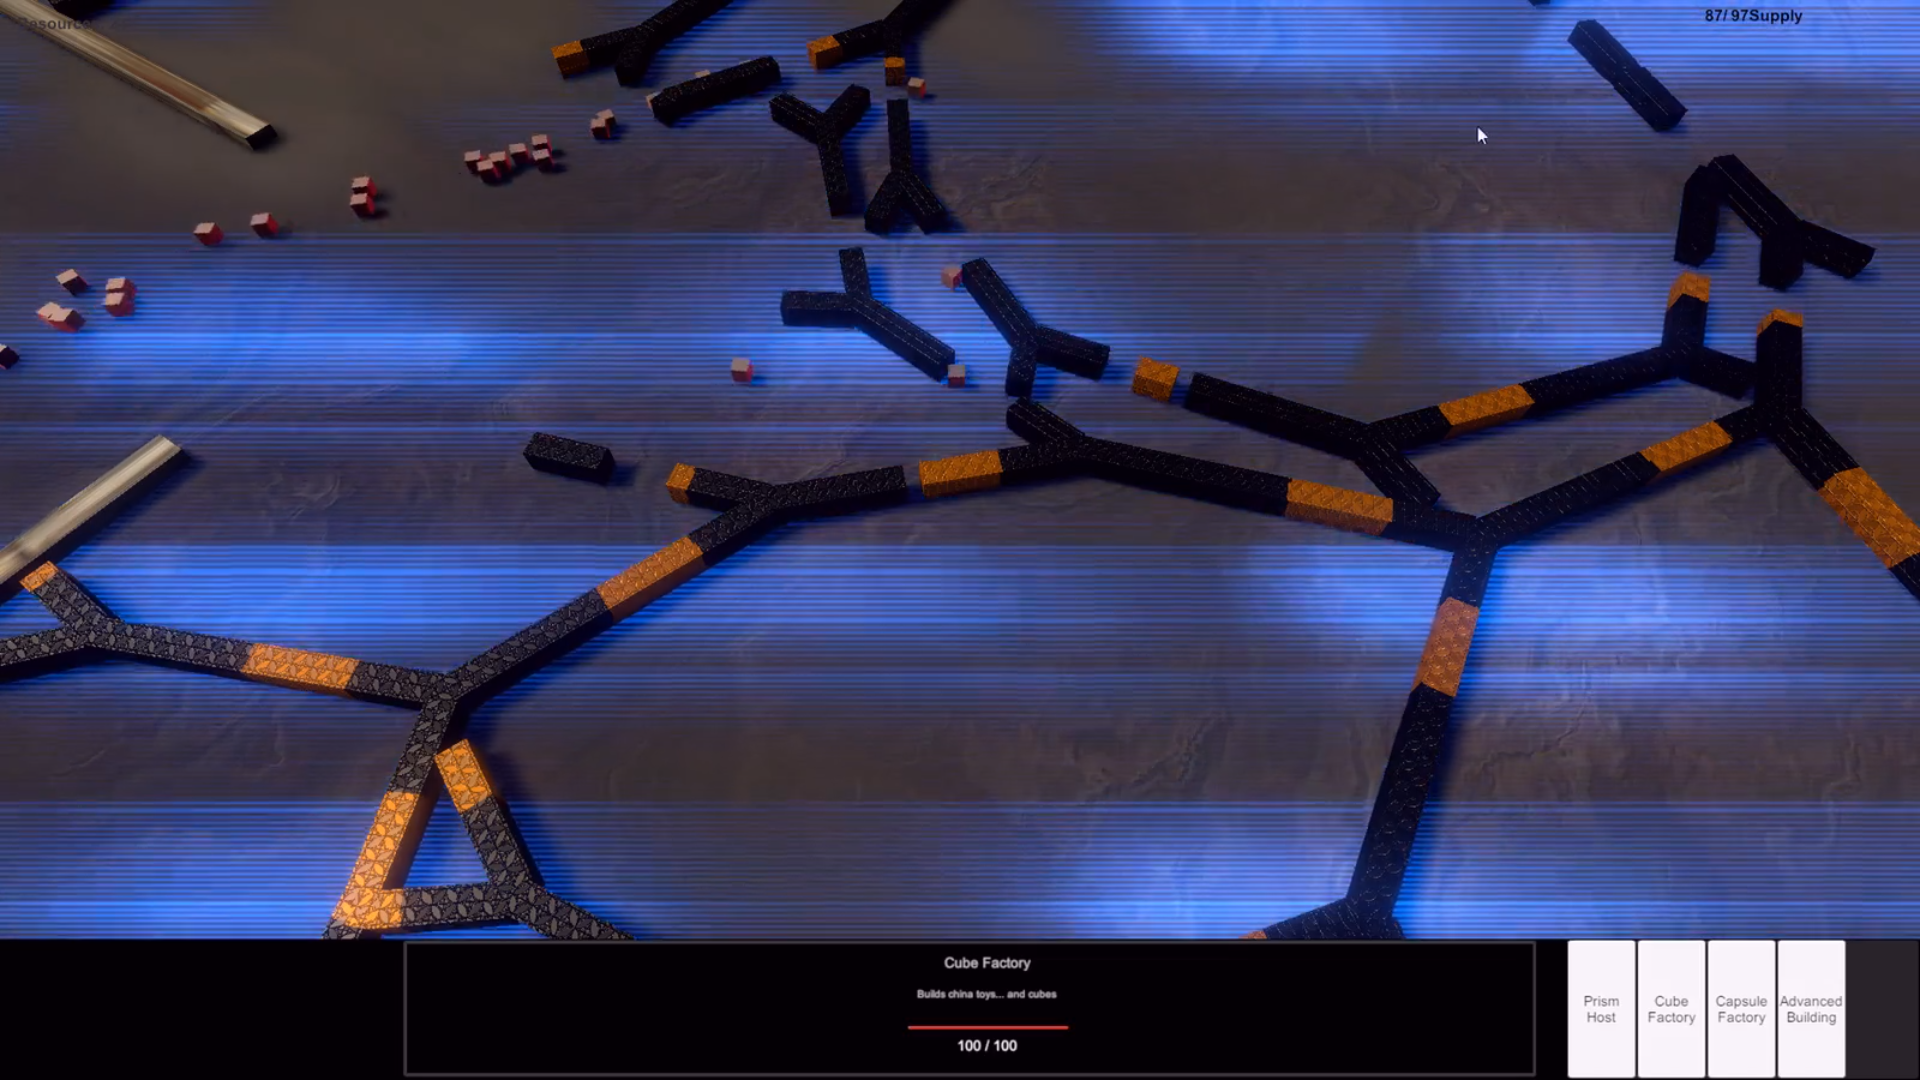 Resource
87/ 97Supply
Cube Factory
Builds china toys... and cubes
100 / 100
Prism
Host
Cube
Factory
Capsule
Factory
Advanced
Building